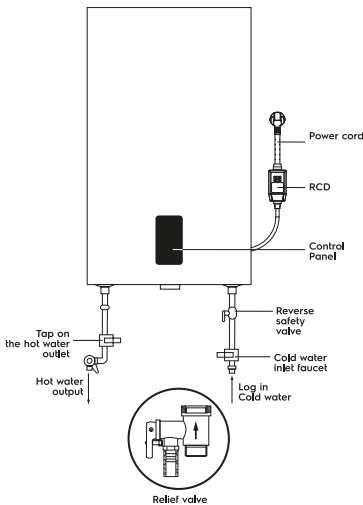 Power cord
RCD
Control
Panel
Reverse
safety
valve
Tap on
the hot water
outlet
Cold water
inlet faucet
Hot water
output
Log in
Cold water
Relief valve